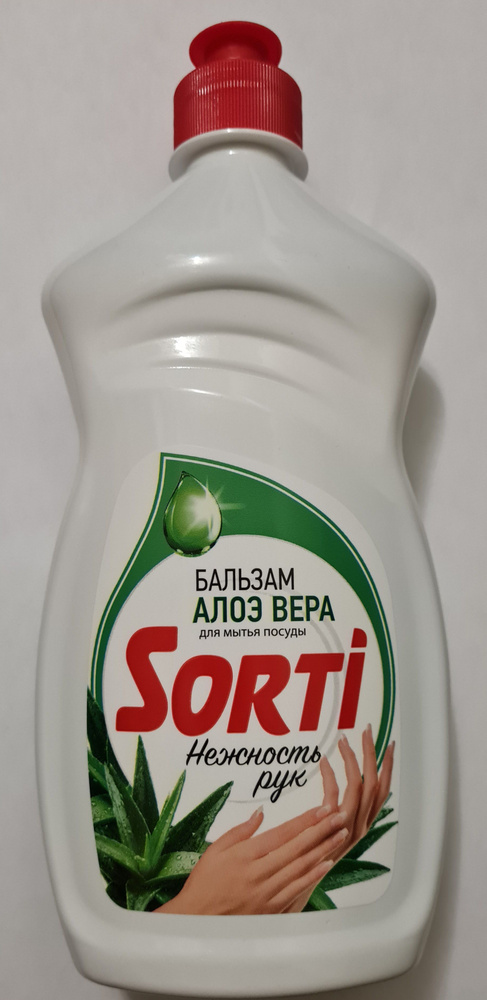 БАЛЬЗАМ
АЛОЭ ВЕРА
для мытья посуды
SORTi
Нежность
рук